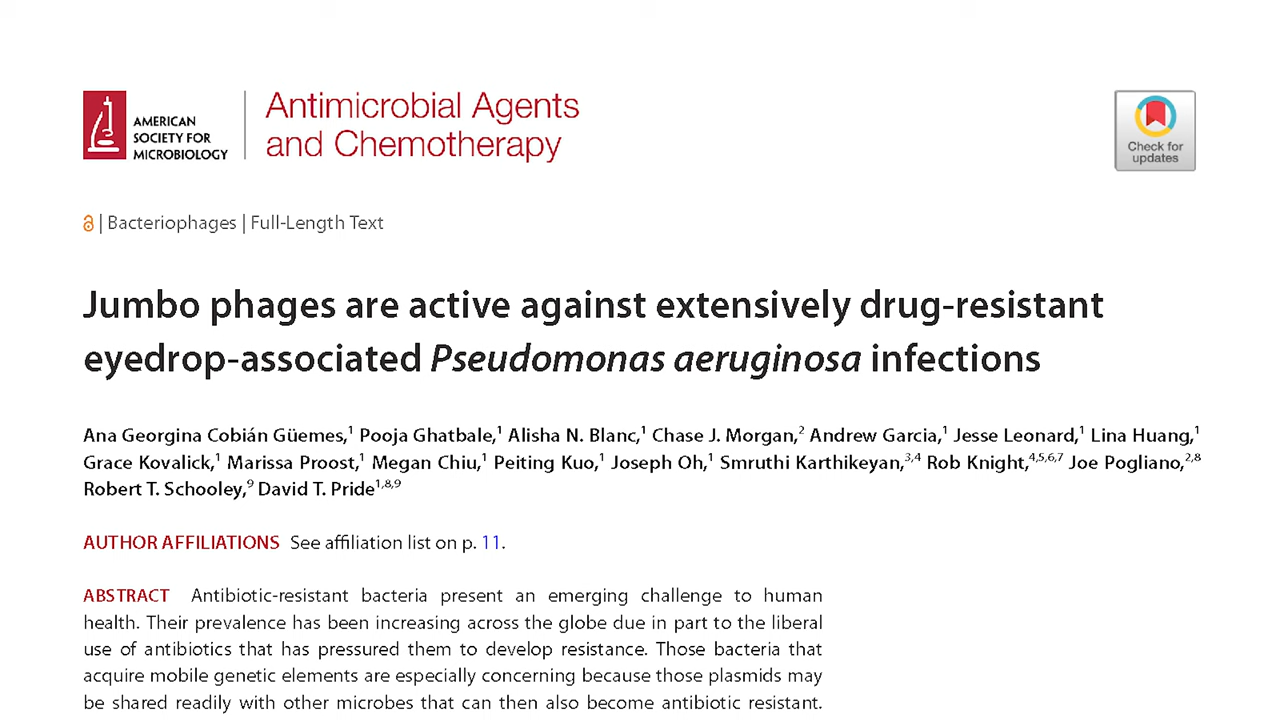 AMERICAN
SOCIETY FOR
MICROBIOLOGY
Antimicrobial Agents
and Chemotherapy
Check for
updates
| Bacteriophages | Full-Length Text
Jumbo phages are active against extensively drug-resistant
eyedrop-associated Pseudomonas aeruginosa infections
Ana Georgina Cobián Güemes,¹ Pooja Ghatbale,¹ Alisha N. Blanc,¹ Chase J. Morgan,² Andrew Garcia,¹ Jesse Leonard,¹ Lina Huang,¹
Grace Kovalick,¹ Marissa Proost,¹ Megan Chiu,¹ Peiting Kuo,¹ Joseph Oh,¹ Smruthi Karthikeyan,³,⁴ Rob Knight,⁴,⁵,⁶,⁷ Joe Pogliano,²,⁸
Robert T. Schooley,⁹ David T. Pride¹,⁸,⁹
AUTHOR AFFILIATIONS See affiliation list on p. 11.
ABSTRACT Antibiotic-resistant bacteria present an emerging challenge to human
health. Their prevalence has been increasing across the globe due in part to the liberal
use of antibiotics that has pressured them to develop resistance. Those bacteria that
acquire mobile genetic elements are especially concerning because those plasmids may
be shared readily with other microbes that can then also become antibiotic resistant.